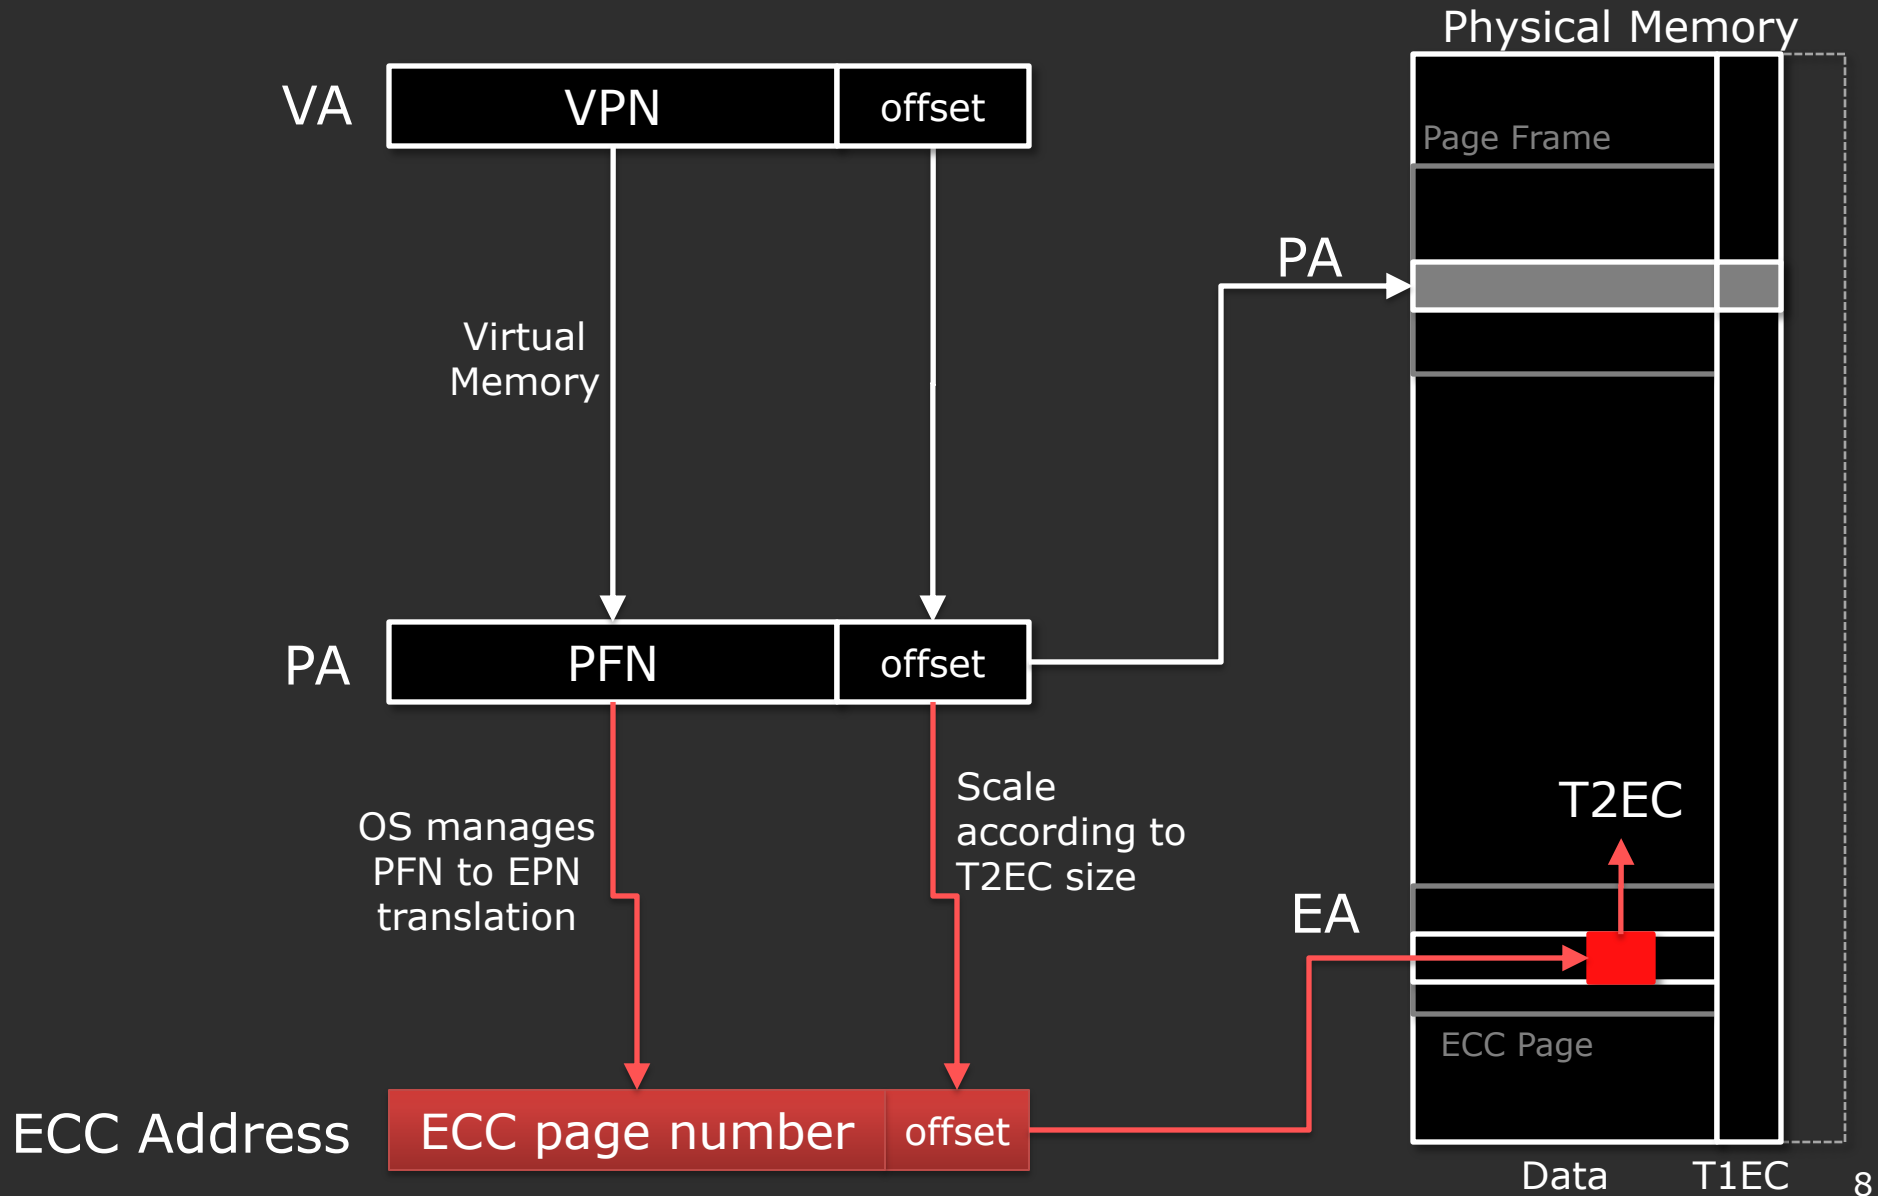 Physical Memory
VA
VPN
offset
Page Frame
PA
Virtual
Memory
PA
PFN
offset
OS manages
PFN to EPN
translation
Scale
according to
T2EC size
T2EC
EA
ECC Page
ECC Address
ECC page number
offset
Data
T1EC
8